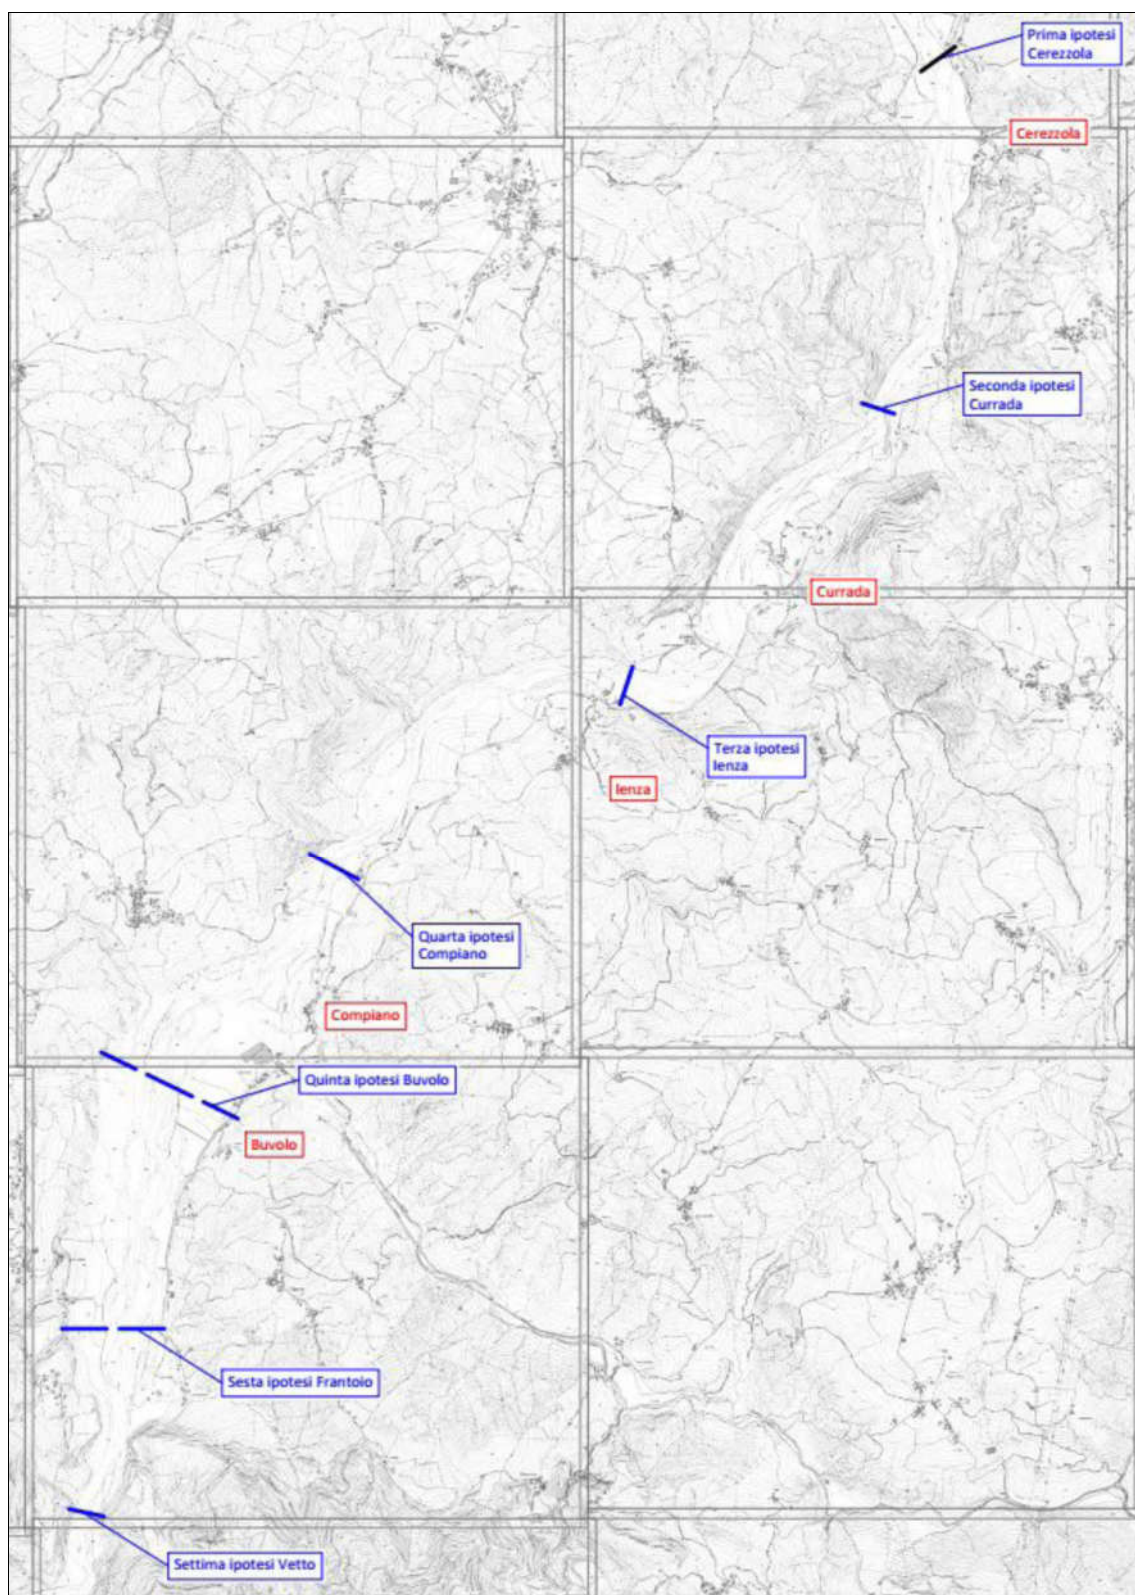 Prima ipotesi
Cerezzola
Cerezzola
Seconda ipotesi
Currada
Currada
Terza ipotesi
Ienza
Ienza
Quarta ipotesi
Compiano
Compiano
Quinta ipotesi Buvolo
Buvolo
Sesta ipotesi Frantoio
Settima ipotesi Vetto